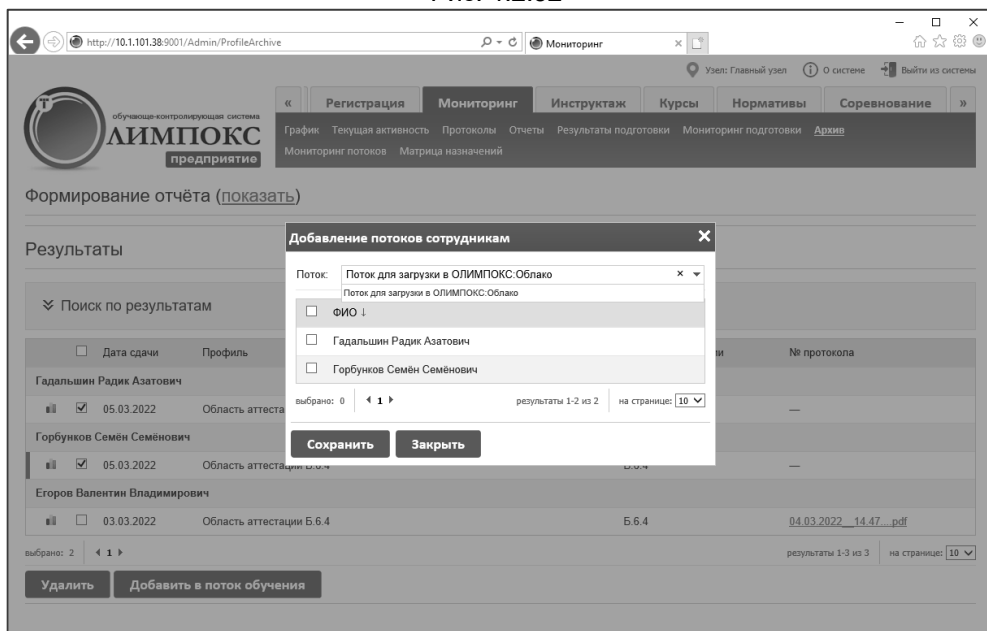 http://10.1.101.38:9001/Admin/ProfileArchive
Мониторинг
Узел: Главный узел О системе Выйти из системы
обучающе-контролирующая система
ЛИМПОКС
предприятие
« Регистрация Мониторинг Инструктаж Курсы Нормативы Соревнование »
График Текущая активность Протоколы Отчеты Результаты подготовки Мониторинг подготовки Архив
Мониторинг потоков Матрица назначений
Формирование отчёта (показать)
Результаты
Поиск по результатам
Добавление потоков сотрудникам
Поток: Поток для загрузки в ОЛИМПОКС:Облако
Поток для загрузки в ОЛИМПОКС:Облако
ФИО ↓
Гадальшин Радик Азатович
Горбунков Семён Семёнович
выбрано: 0 1 результаты 1-2 из 2 на странице: 10
Сохранить Закрыть
Дата сдачи Профиль № протокола
Гадальшин Радик Азатович
05.03.2022 Область аттеста —
Горбунков Семён Семёнович
05.03.2022 Область аттестации Б.6.4 Б.6.4 —
Егоров Валентин Владимирович
03.03.2022 Область аттестации Б.6.4 Б.6.4 04.03.2022__14.47....pdf
выбрано: 2 1 результаты 1-3 из 3 на странице: 10
Удалить Добавить в поток обучения